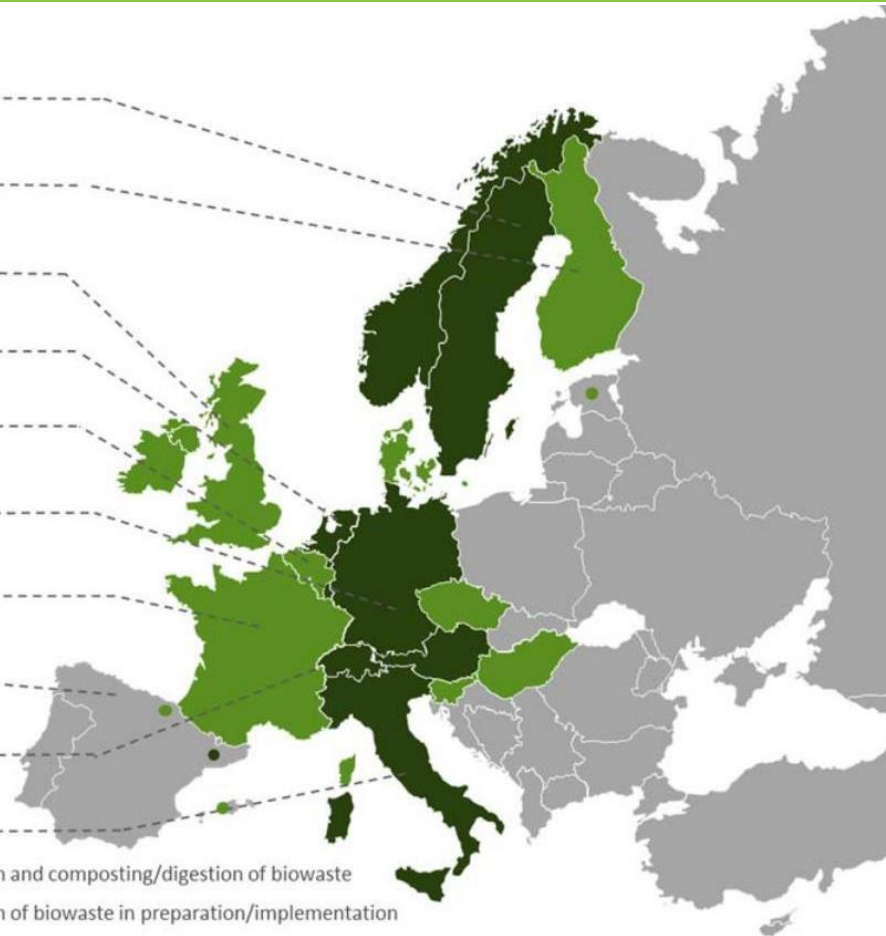 and composting/digestion of biowaste
of biowaste in preparation/implementation